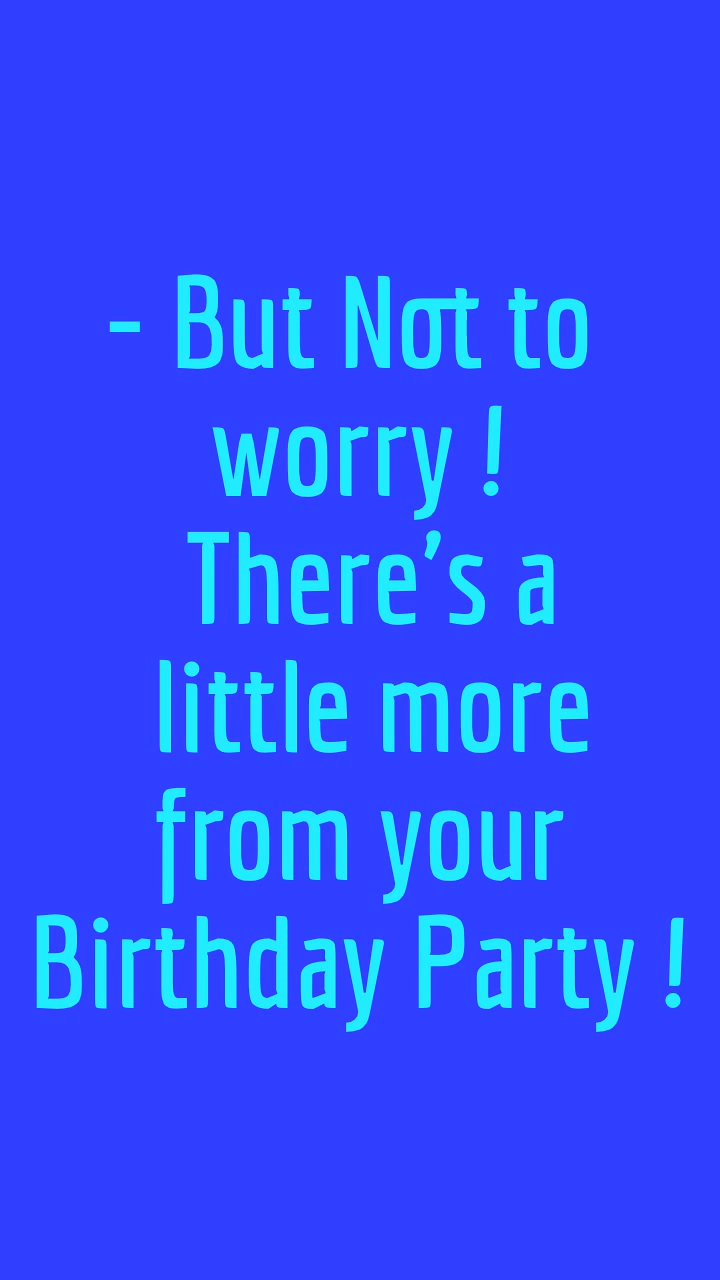 - But Not to
worry !
There’s a
little more
from your
Birthday Party !